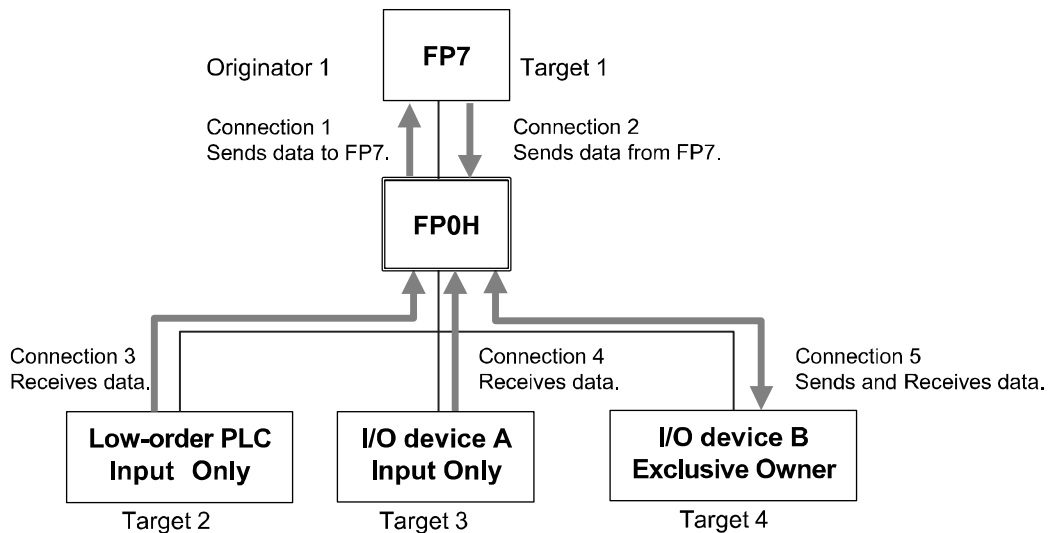 Originator 1
FP7
Target 1
Connection 1
Sends data to FP7.
Connection 2
Sends data from FP7.
FP0H
Connection 3
Receives data.
Connection 4
Receives data.
Connection 5
Sends and Receives data.
Low-order PLC
Input Only
I/O device A
Input Only
I/O device B
Exclusive Owner
Target 2
Target 3
Target 4